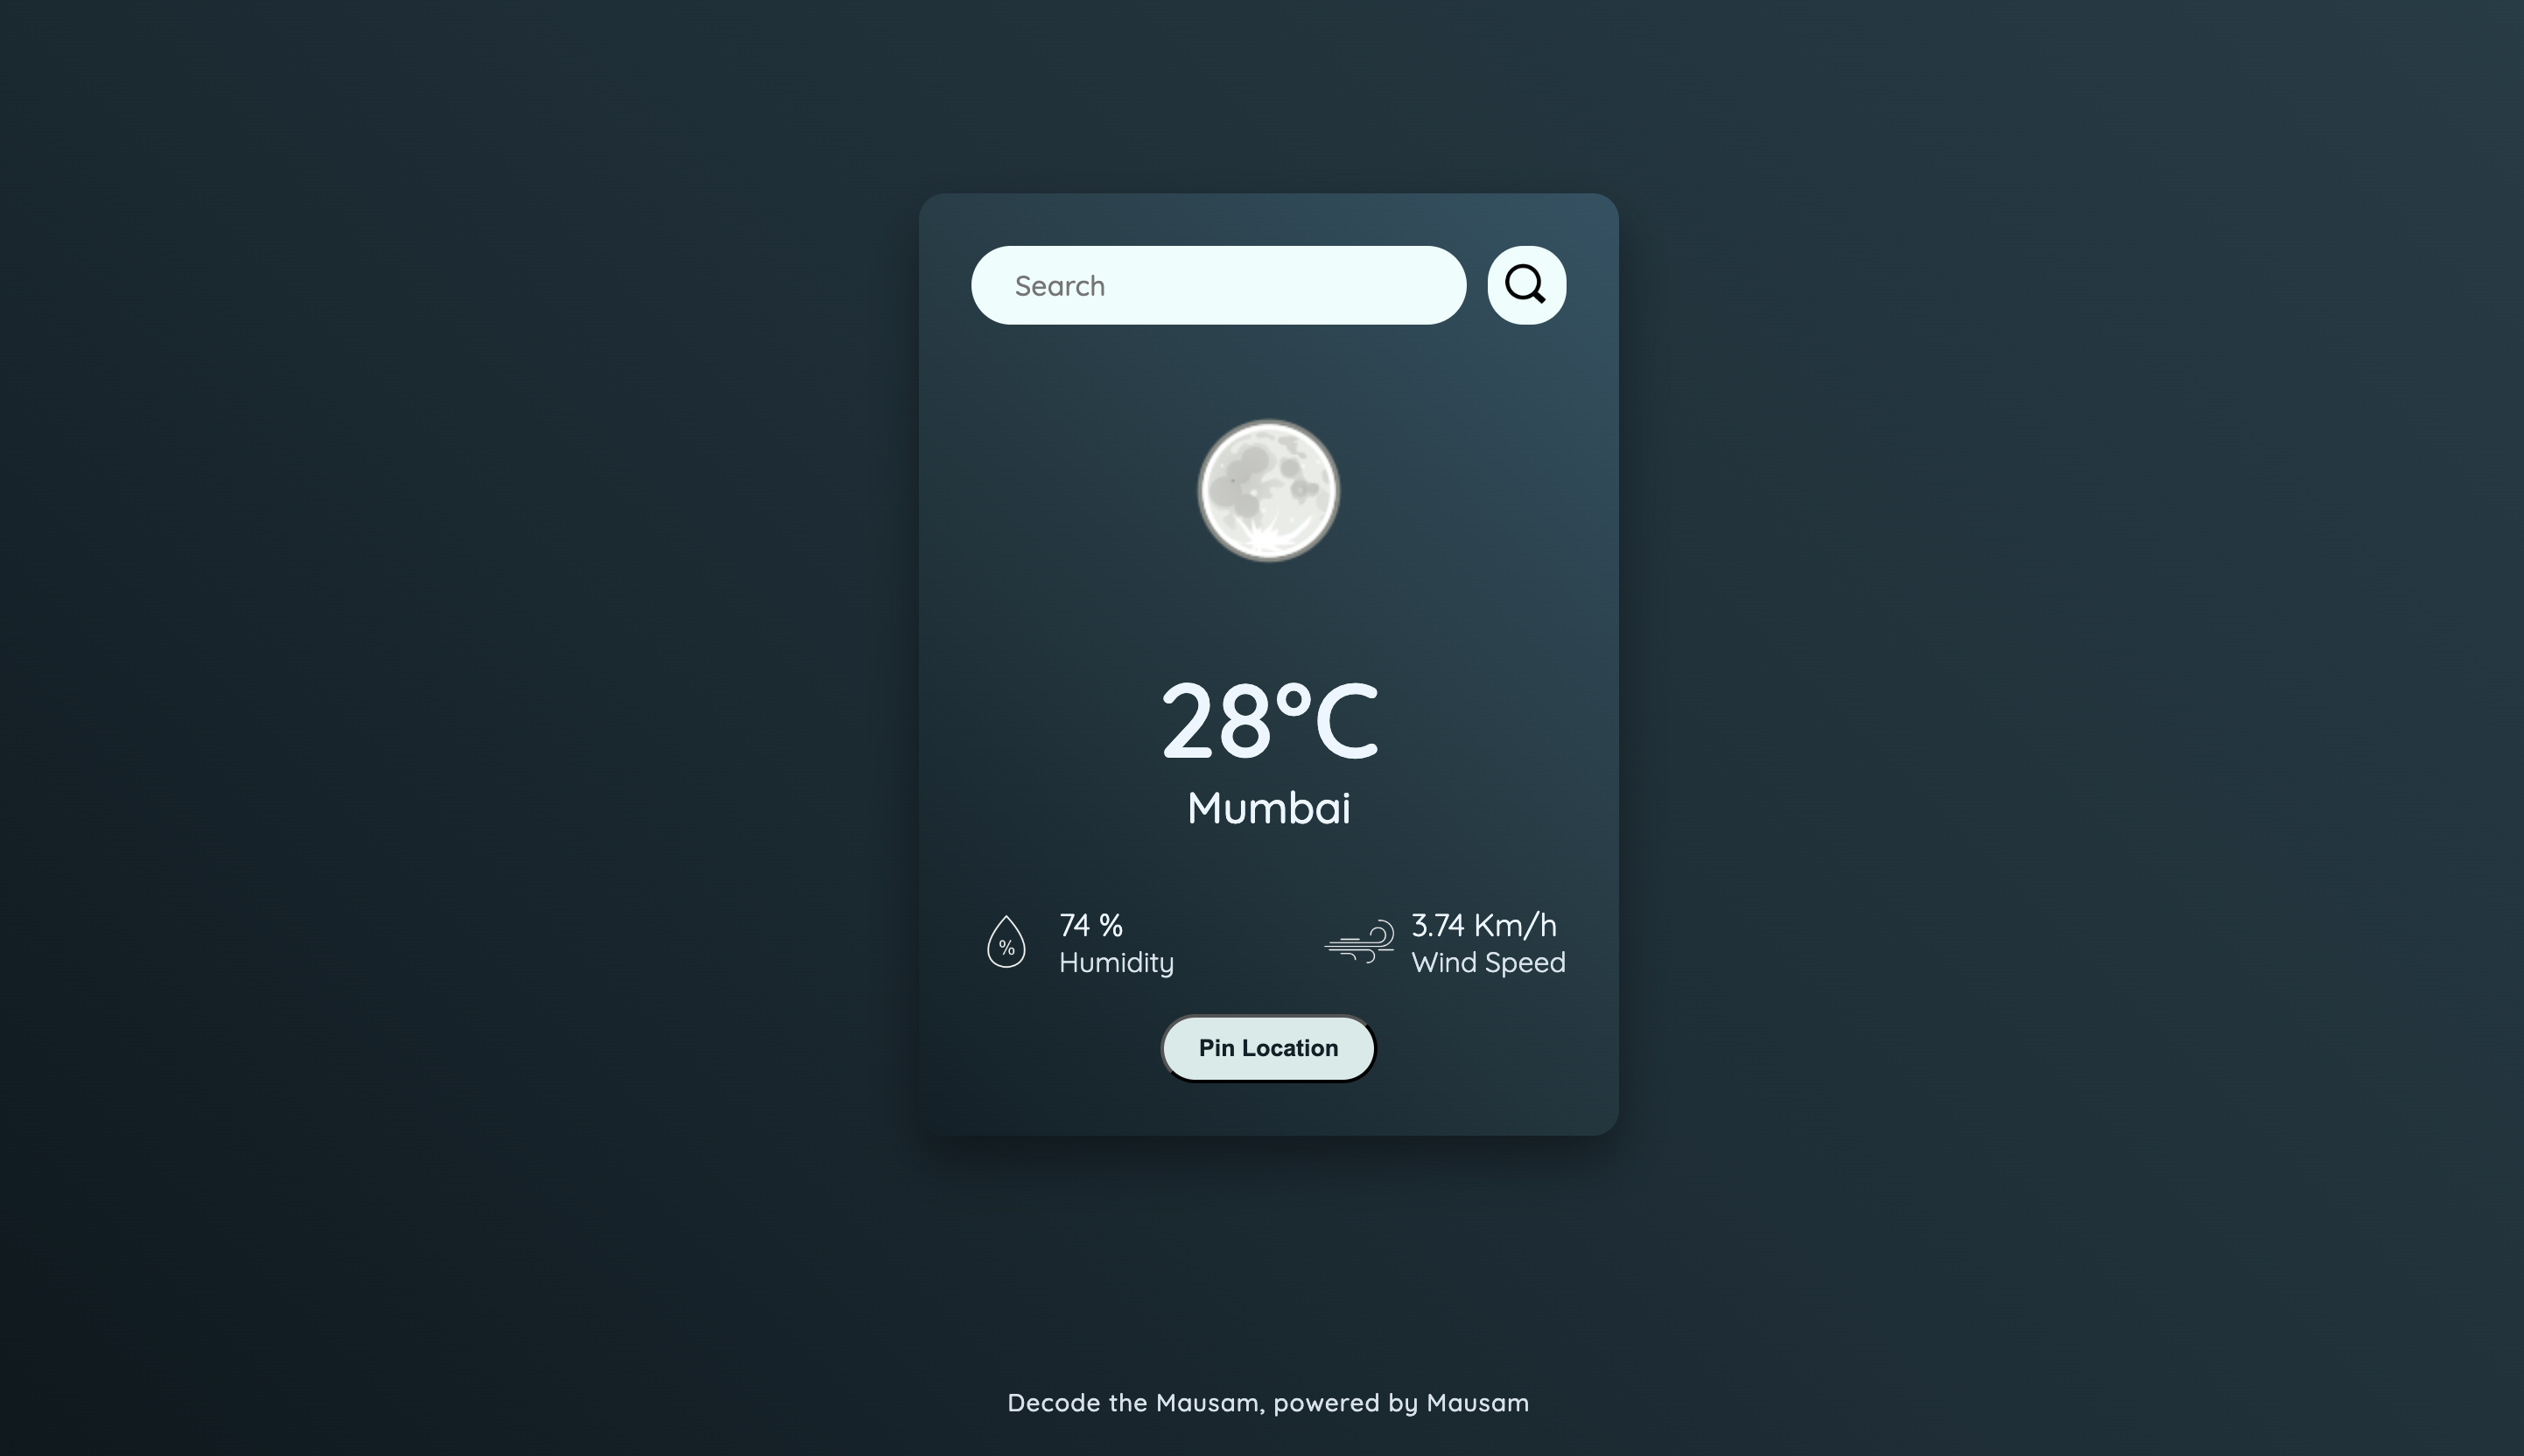 Search
28°C
Mumbai
%
74 %
Humidity
3.74 Km/h
Wind Speed
Pin Location
Decode the Mausam, powered by Mausam